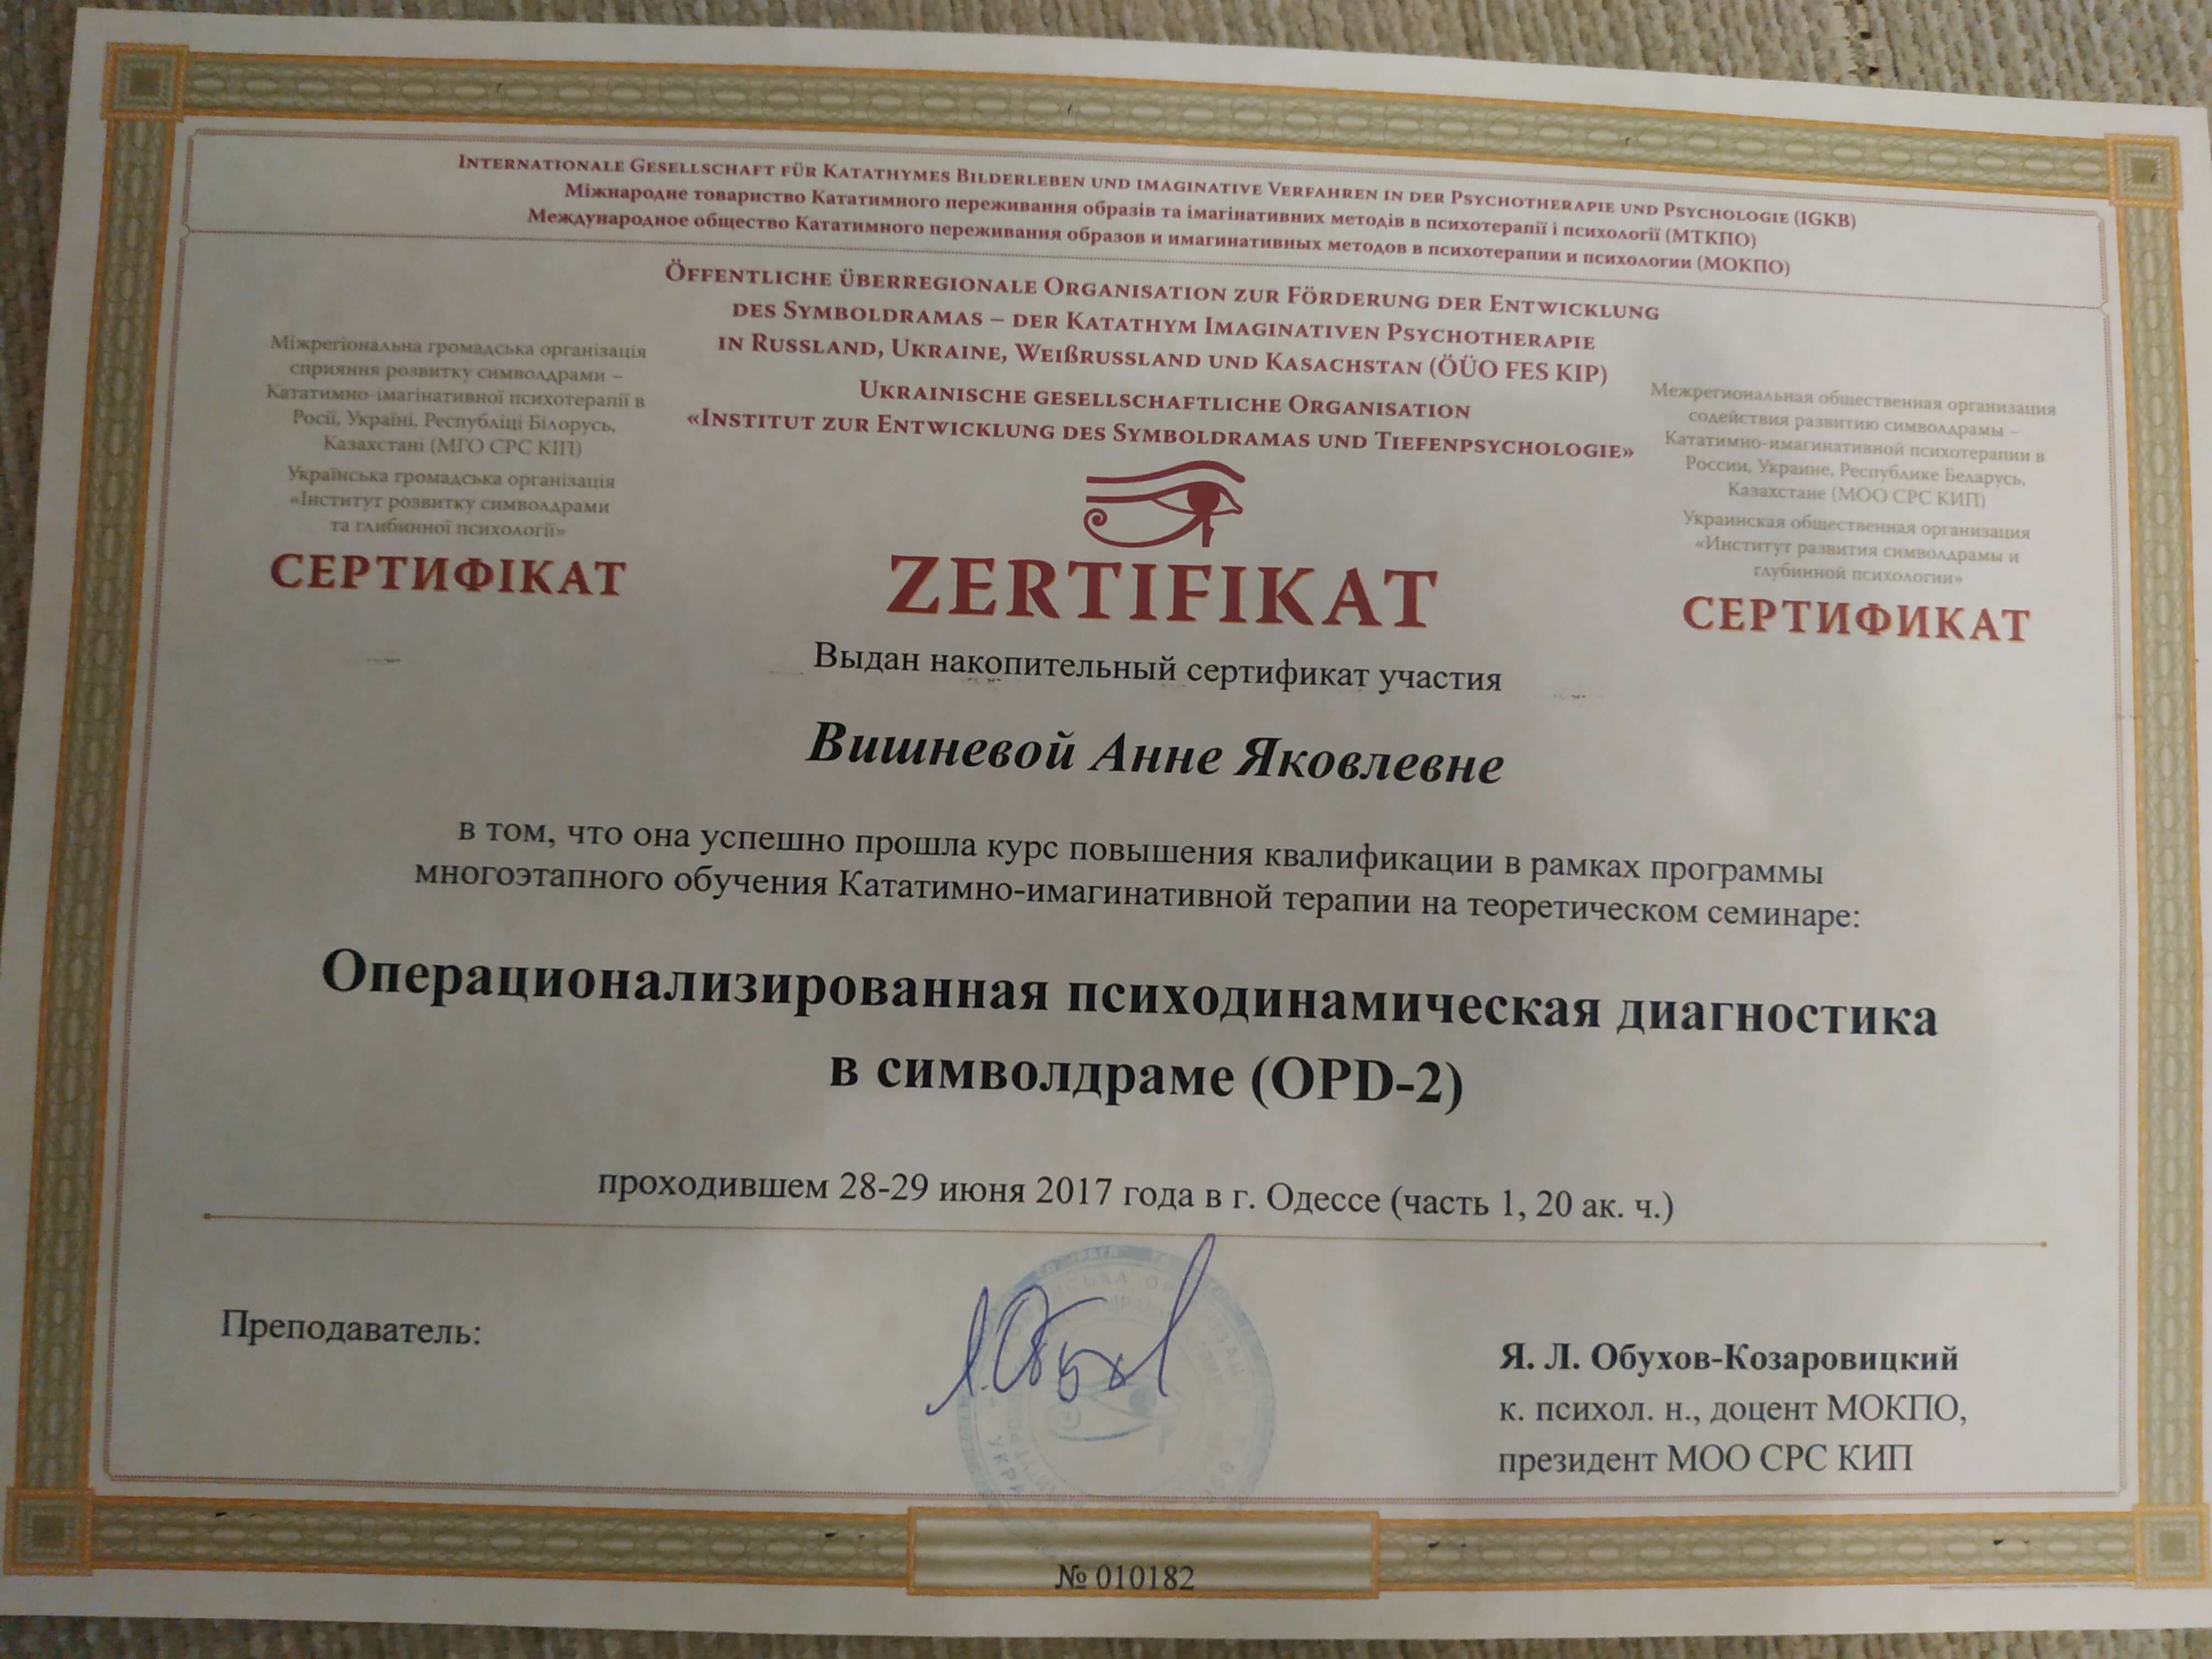 Internationale Gesellschaft für Katathymes Bilderleben und imaginative Verfahren in der Psychotherapie und Psychologie (IGKB)
Міжнародне товариство Кататимного переживання образів та імагінативних методів в психотерапії і психології (МТКПО)
Международное общество Кататимного переживания образов и имагинативных методов в психотерапии и психологии (МОКПО)
Öffentliche überregionale Organisation zur Förderung der Entwicklung
des Symboldramas – der Katathym Imaginativen Psychotherapie
in Russland, Ukraine, Weißrussland und Kasachstan (ÖÜO FES KIP)
Ukrainische gesellschaftliche Organisation
«Institut zur Entwicklung des Symboldramas und Tiefenpsychologie»
Міжрегіональна громадська організація
сприяння розвитку символдрами –
Кататимно-імагінативної психотерапії в
Росії, Україні, Республіці Білорусь,
Казахстані (МГО СРС КІП)
Українська громадська організація
«Інститут розвитку символдрами
та глибинної психології»
СЕРТИФІКАТ
Межрегиональная общественная организация
содействия развитию символдрамы –
Кататимно-имагинативной психотерапии в
России, Украине, Республике Беларусь,
Казахстане (МОО СРС КИП)
Украинская общественная организация
«Институт развития символдрамы и
глубинной психологии»
СЕРТИФИКАТ
ZERTIFIKAT
Выдан накопительный сертификат участия
Вишневой Анне Яковлевне
в том, что она успешно прошла курс повышения квалификации в рамках программы
многоэтапного обучения Кататимно-имагинативной терапии на теоретическом семинаре:
Операционализированная психодинамическая диагностика
в символдраме (OPD-2)
проходившем 28-29 июня 2017 года в г. Одессе (часть 1, 20 ак. ч.)
Преподаватель:
Я. Л. Обухов-Козаровицкий
к. психол. н., доцент МОКПО,
президент МОО СРС КИП
№ 010182